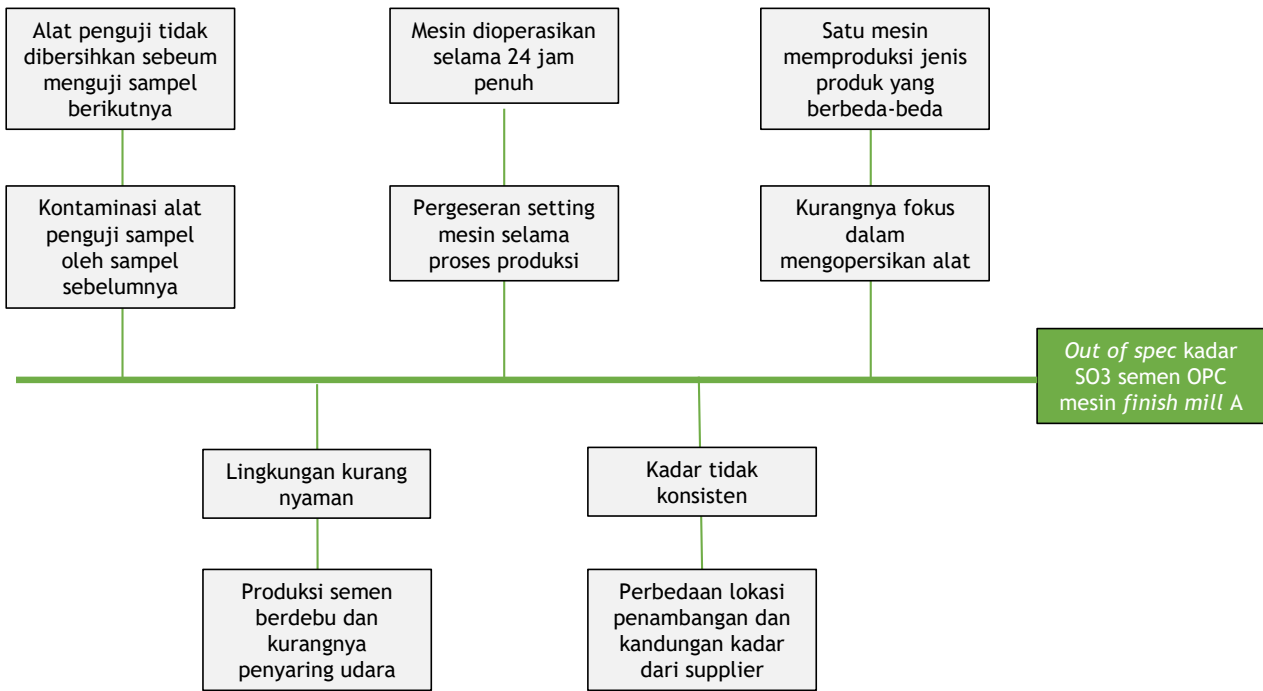 Alat penguji tidak
dibersihkan sebeum
menguji sampel
berikutnya
Mesin dioperasikan
selama 24 jam
penuh
Satu mesin
memproduksi jenis
produk yang
berbeda-beda
Kontaminasi alat
penguji sampel
oleh sampel
sebelumnya
Pergeseran setting
mesin selama
proses produksi
Kurangnya fokus
dalam
mengopersikan alat
Out of spec kadar
SO3 semen OPC
mesin finish mill A
Lingkungan kurang
nyaman
Kadar tidak
konsisten
Produksi semen
berdebu dan
kurangnya
penyaring udara
Perbedaan lokasi
penambangan dan
kandungan kadar
dari supplier